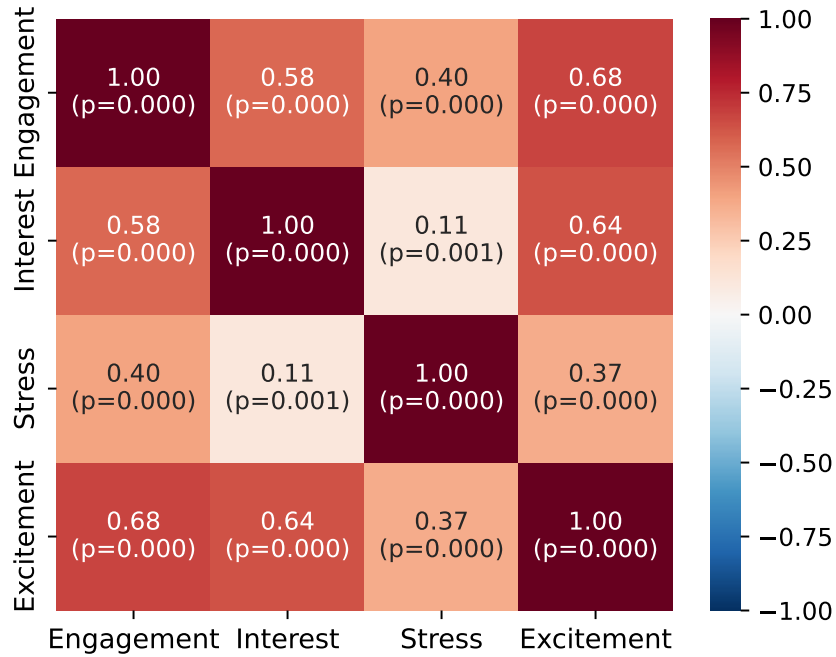 1.00 0.58 0.40 0.68
(p=0.000) (p=0.000) (p=0.000) (p=0.000)
0.58 1.00 0.11 0.64
(p=0.000) (p=0.000) (p=0.001) (p=0.000)
0.40 0.11 1.00 0.37
(p=0.000) (p=0.001) (p=0.000) (p=0.000)
0.68 0.64 0.37 1.00
(p=0.000) (p=0.000) (p=0.000) (p=0.000)
Engagement
Interest
Stress
Excitement
Engagement Interest Stress Excitement
1.00
0.75
0.50
0.25
0.00
−0.25
−0.50
−0.75
−1.00